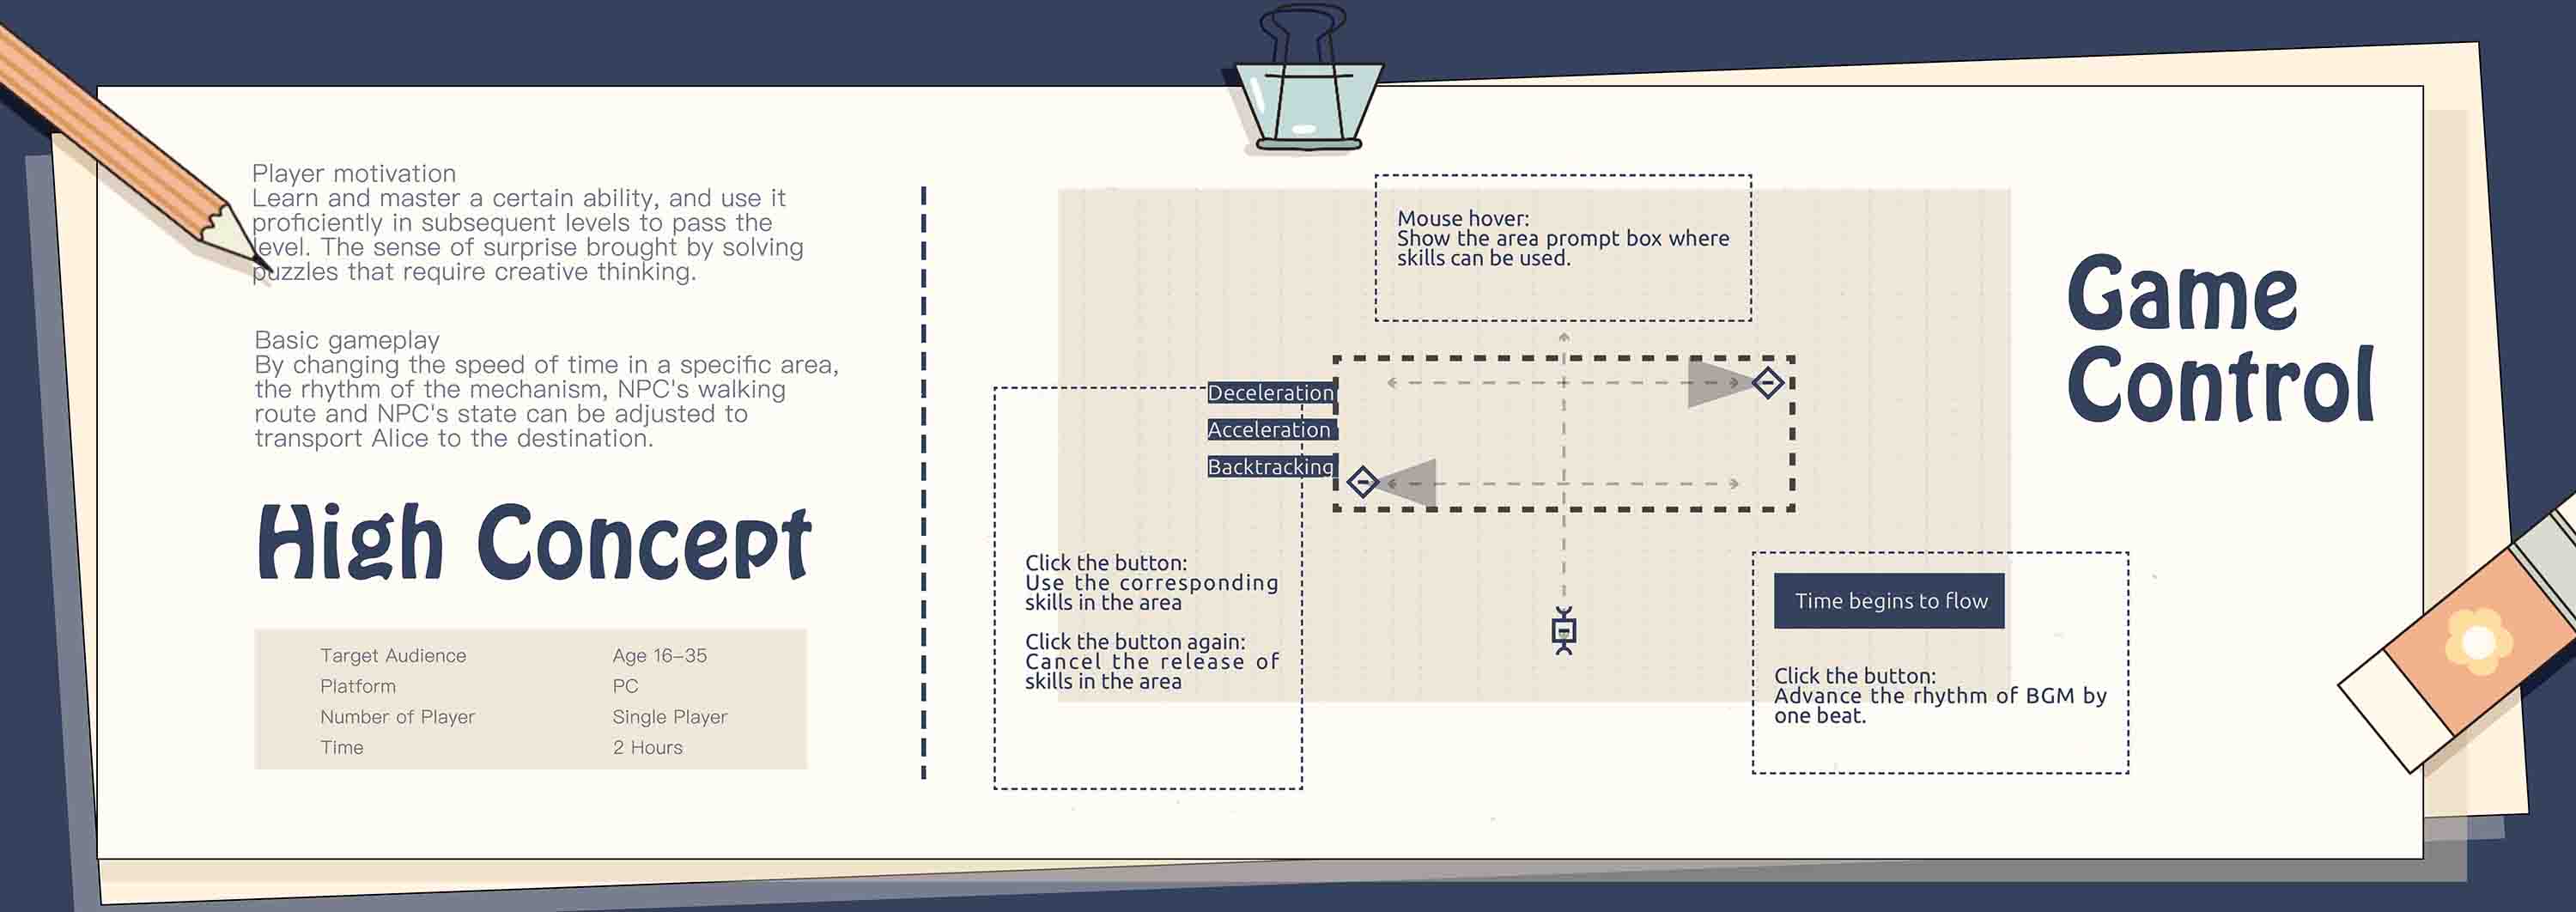 Player motivation
Learn and master a certain ability, and use it
proficiently in subsequent levels to pass the
level. The sense of surprise brought by solving
puzzles that require creative thinking.
Basic gameplay
By changing the speed of time in a specific area,
the rhythm of the mechanism, NPC's walking
route and NPC's state can be adjusted to
transport Alice to the destination.
High Concept
Target Audience Age 16–35
Platform PC
Number of Player Single Player
Time 2 Hours
Mouse hover:
Show the area prompt box where
skills can be used.
Deceleration
Acceleration
Backtracking
Click the button:
Use the corresponding
skills in the area
Click the button again:
Cancel the release of
skills in the area
Time begins to flow
Click the button:
Advance the rhythm of BGM by
one beat.
Game
Control